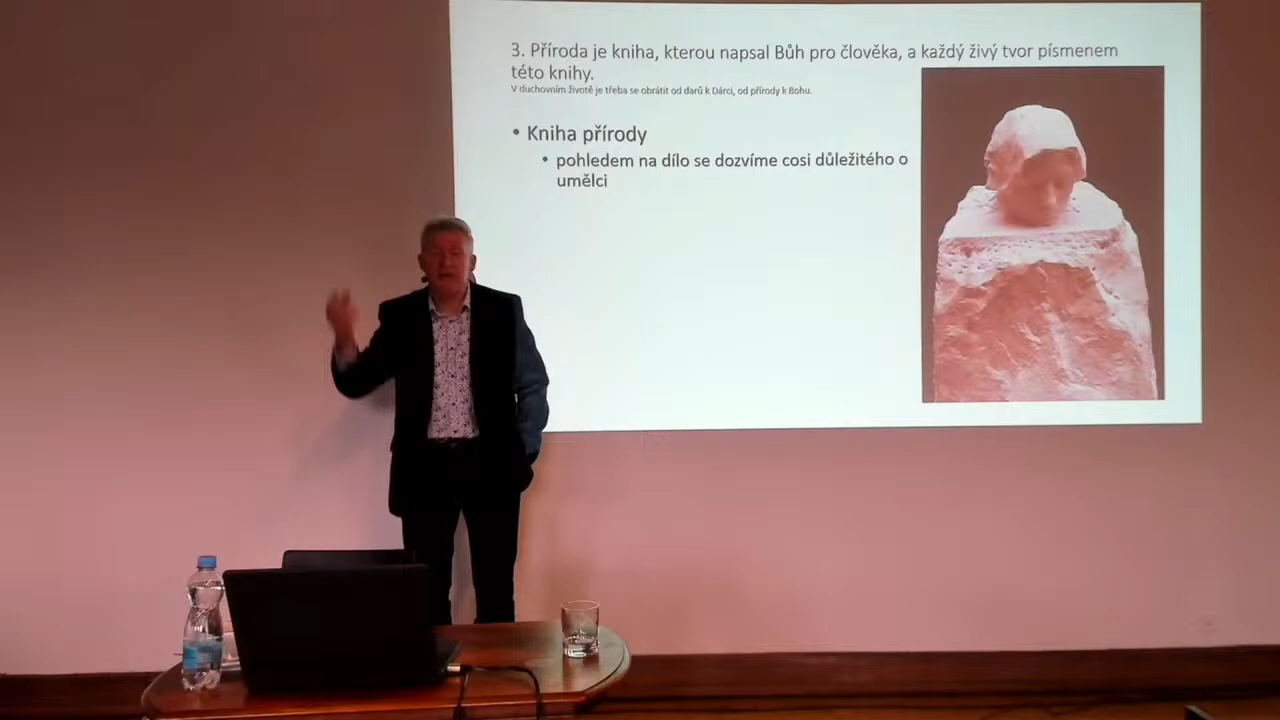 3. Příroda je kniha, kterou napsal Bůh pro člověka, a každý živý tvor písmenem
této knihy.
V duchovním životě je třeba se obrátit od darů k Dárci, od přírody k Bohu.
• Kniha přírody
• pohledem na dílo se dozvíme cosi důležitého o
umělci